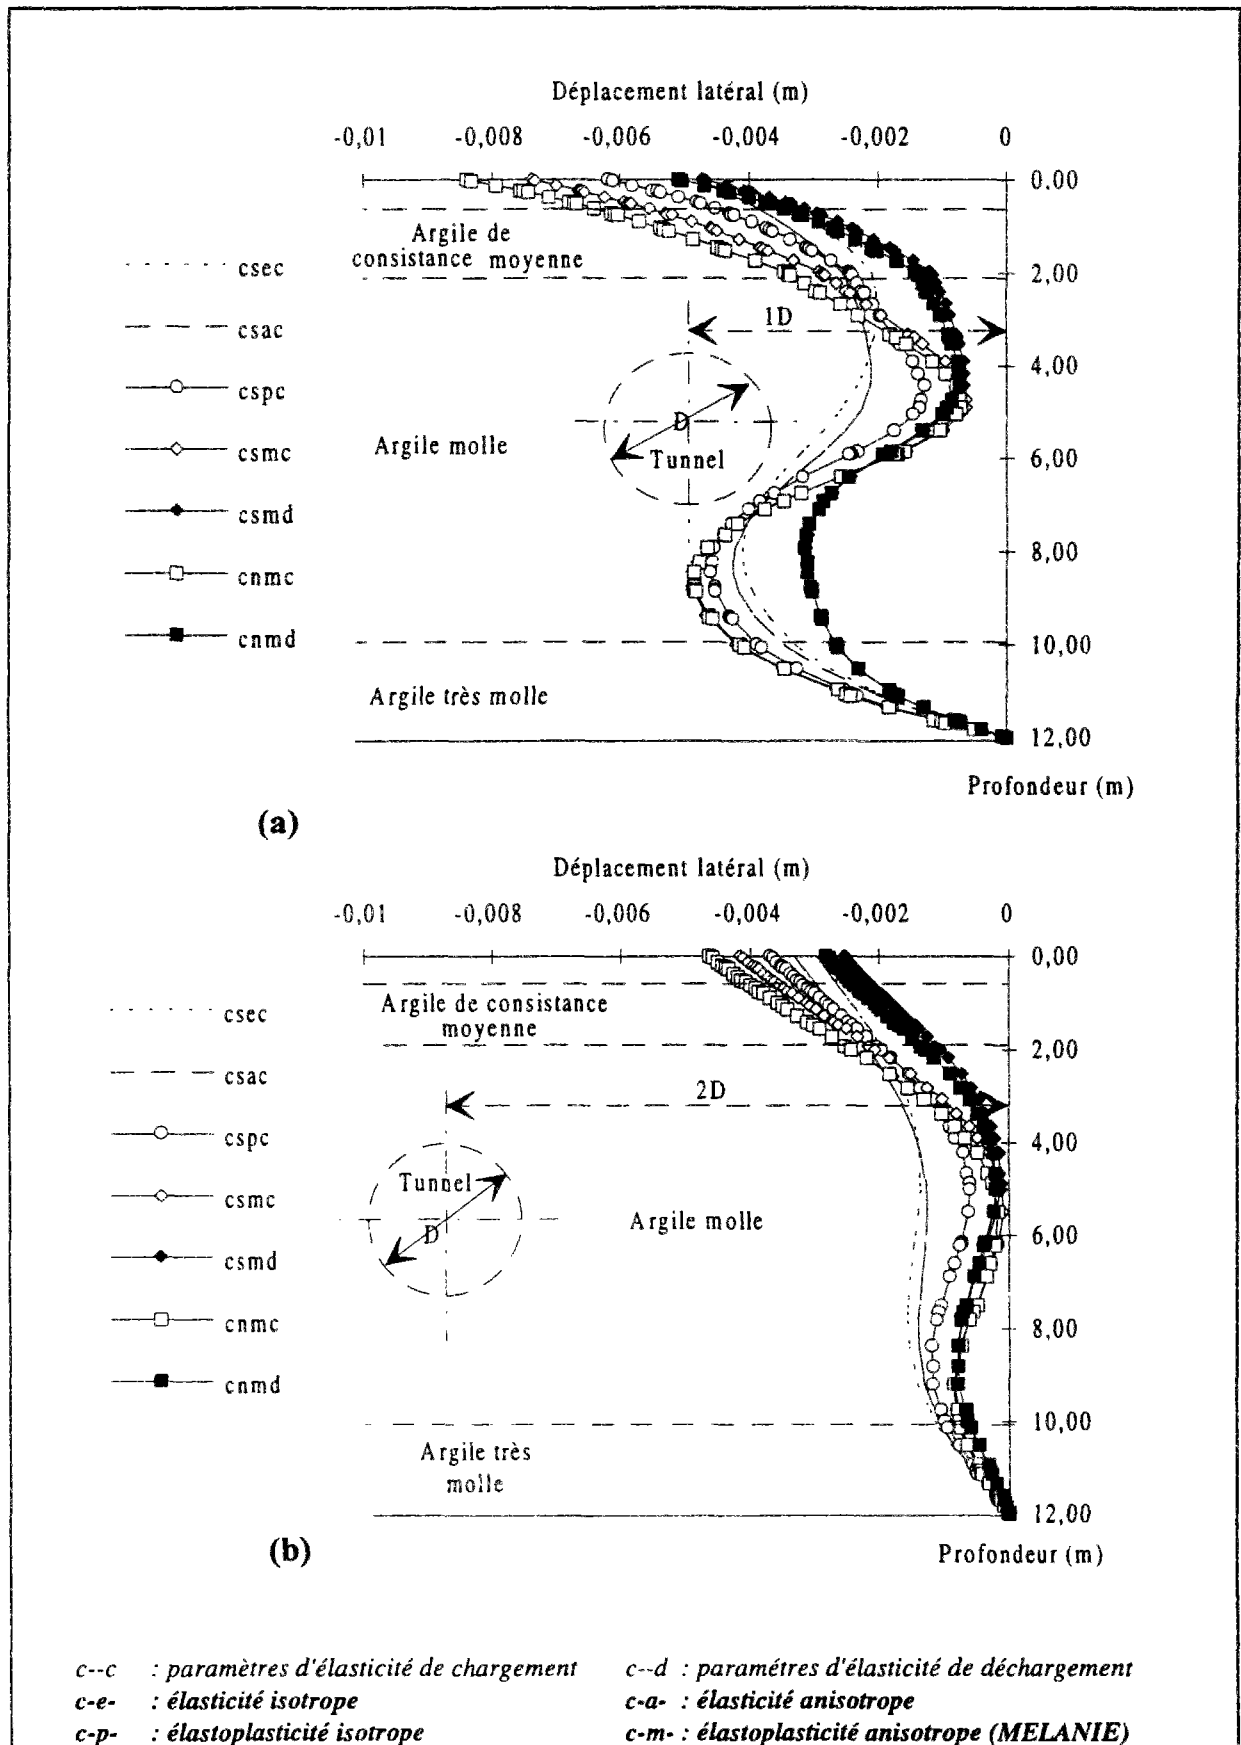 Déplacement latéral (m)
-0,01 -0,008 -0,006 -0,004 -0,002 0
0.00
Argile de
consistance moyenne
csec
2,00
1D
csac
4,00
cspc
D
Argile molle
csmc
Tunnel
6,00
csmd
8,00
cnmc
cnmd
10,00
Argile très molle
12,00
Profondeur (m)
(a)
Déplacement latéral (m)
-0,01 -0,008 -0,006 -0,004 -0,002 0
0,00
Argile de consistance
moyenne
csec
2,00
csac
2D
4,00
cspc
Tunnel
csmc
Argile molle
D
6,00
csmd
cnmc
8,00
cnmd
10,00
Argile très
molle
12,00
(b)
Profondeur (m)
c--c : paramètres d'élasticité de chargement c--d : paramétres d'élasticité de déchargement
c-e- : élasticité isotrope c-a- : élasticité anisotrope
c-p- : élastoplasticité isotrope c-m- : élastoplasticité anisotrope (MELANIE)